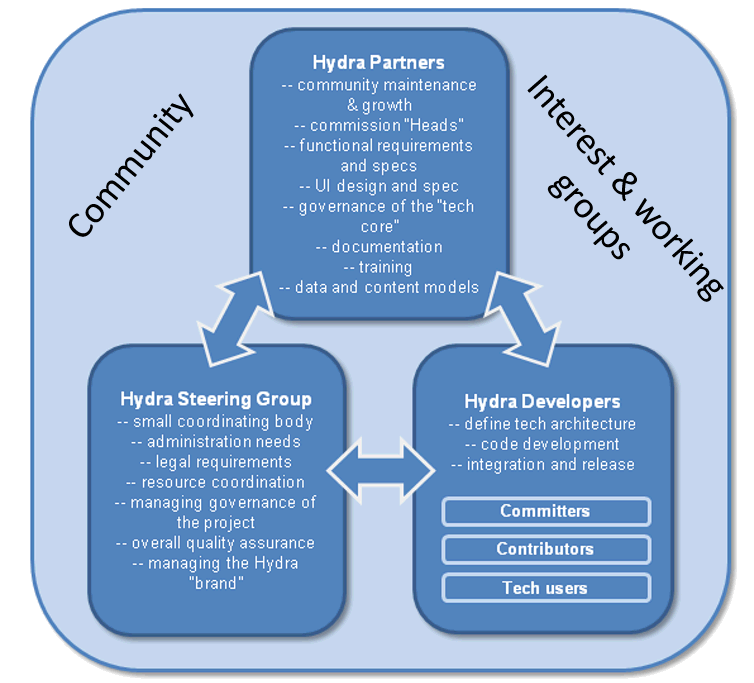 Community
Hydra Partners
-- community maintenance
& growth
-- commission "Heads"
-- functional requirements
and specs
-- UI design and spec
-- governance of the "tech
core"
-- documentation
-- training
-- data and content models
Interest & working
groups
Hydra Steering Group
-- small coordinating body
-- administration needs
-- legal requirements
-- resource coordination
-- managing governance of
the project
-- overall quality assurance
-- managing the Hydra
"brand"
Hydra Developers
-- define tech architecture
-- code development
-- integration and release
Committers
Contributors
Tech users